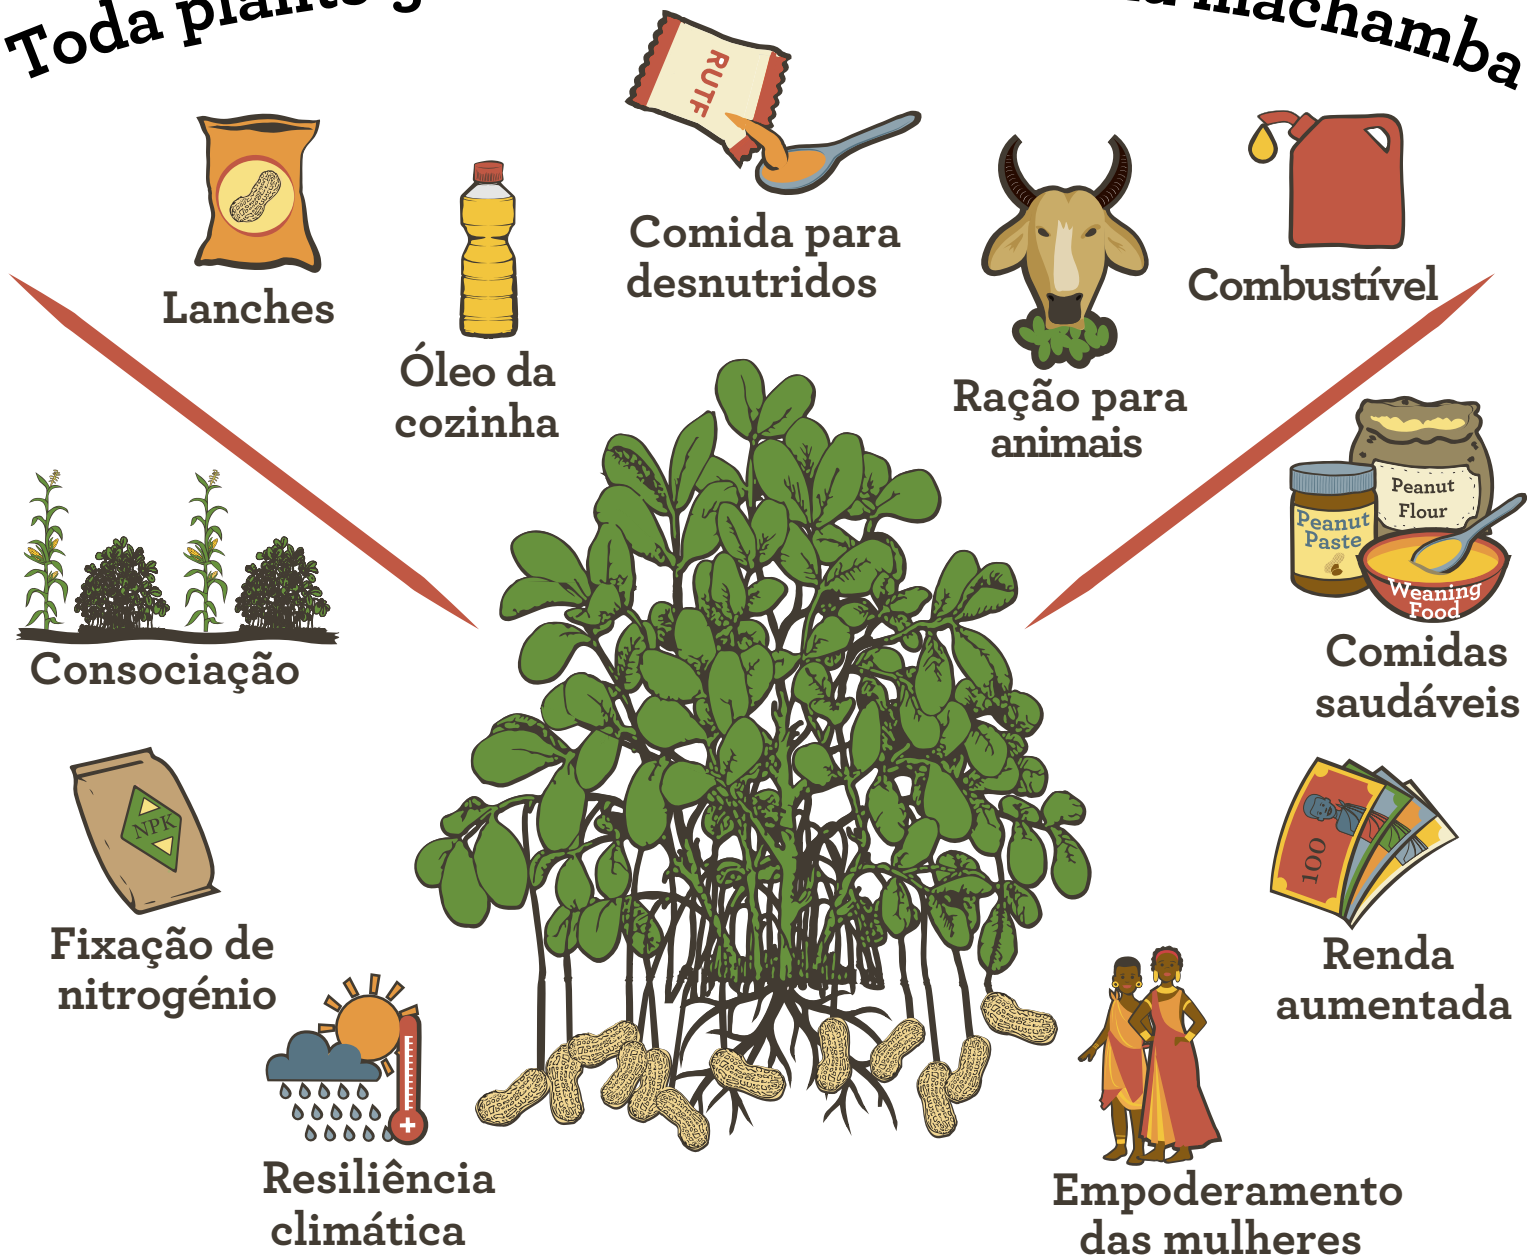 Toda planta
machamba
RUTF
Lanches
Óleo da
cozinha
Comida para
desnutridos
Ração para
animais
Combustível
Consociação
Peanut
Flour
Peanut
Paste
Weaning
Food
Comidas
saudáveis
NPK
Fixação de
nitrogénio
100
Renda
aumentada
Resiliência
climática
Empoderamento
das mulheres